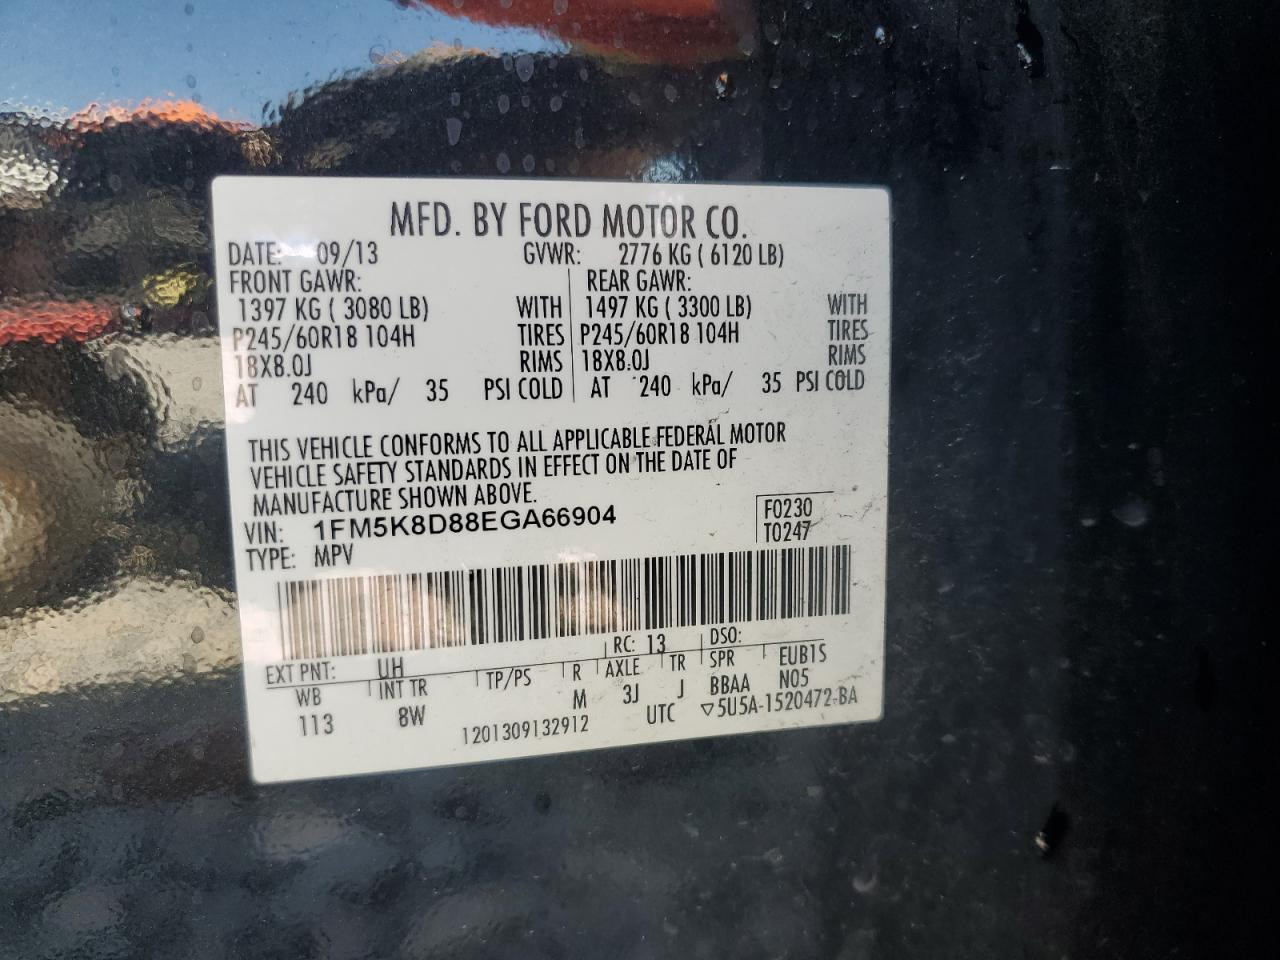 MFD. BY FORD MOTOR CO.
DATE: 09/13 GVWR: 2776 KG ( 6120 LB)
FRONT GAWR: REAR GAWR:
1397 KG ( 3080 LB) WITH 1497 KG ( 3300 LB) WITH
P245/60R18 104H TIRES P245/60R18 104H TIRES
18X8.0J RIMS 18X8.0J RIMS
AT 240 kPa/ 35 PSI COLD AT 240 kPa/ 35 PSI COLD
THIS VEHICLE CONFORMS TO ALL APPLICABLE FEDERAL MOTOR
VEHICLE SAFETY STANDARDS IN EFFECT ON THE DATE OF
MANUFACTURE SHOWN ABOVE.
VIN: 1FM5K8D88EGA66904 F0230
TYPE: MPV T0247
EXT PNT: UH RC: 13 DSO:
WB INT TR TP/PS R AXLE TR SPR EUB1S
113 8W M 3J J BBAA N05
1201309132912 UTC ▽5U5A-1520472-BA